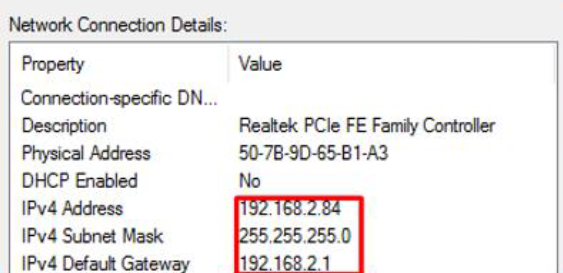 Network Connection Details:
Property Value
Connection-specific DN...
Description Realtek PCIe FE Family Controller
Physical Address 50-7B-9D-65-B1-A3
DHCP Enabled No
IPv4 Address 192.168.2.84
IPv4 Subnet Mask 255.255.255.0
IPv4 Default Gateway 192.168.2.1